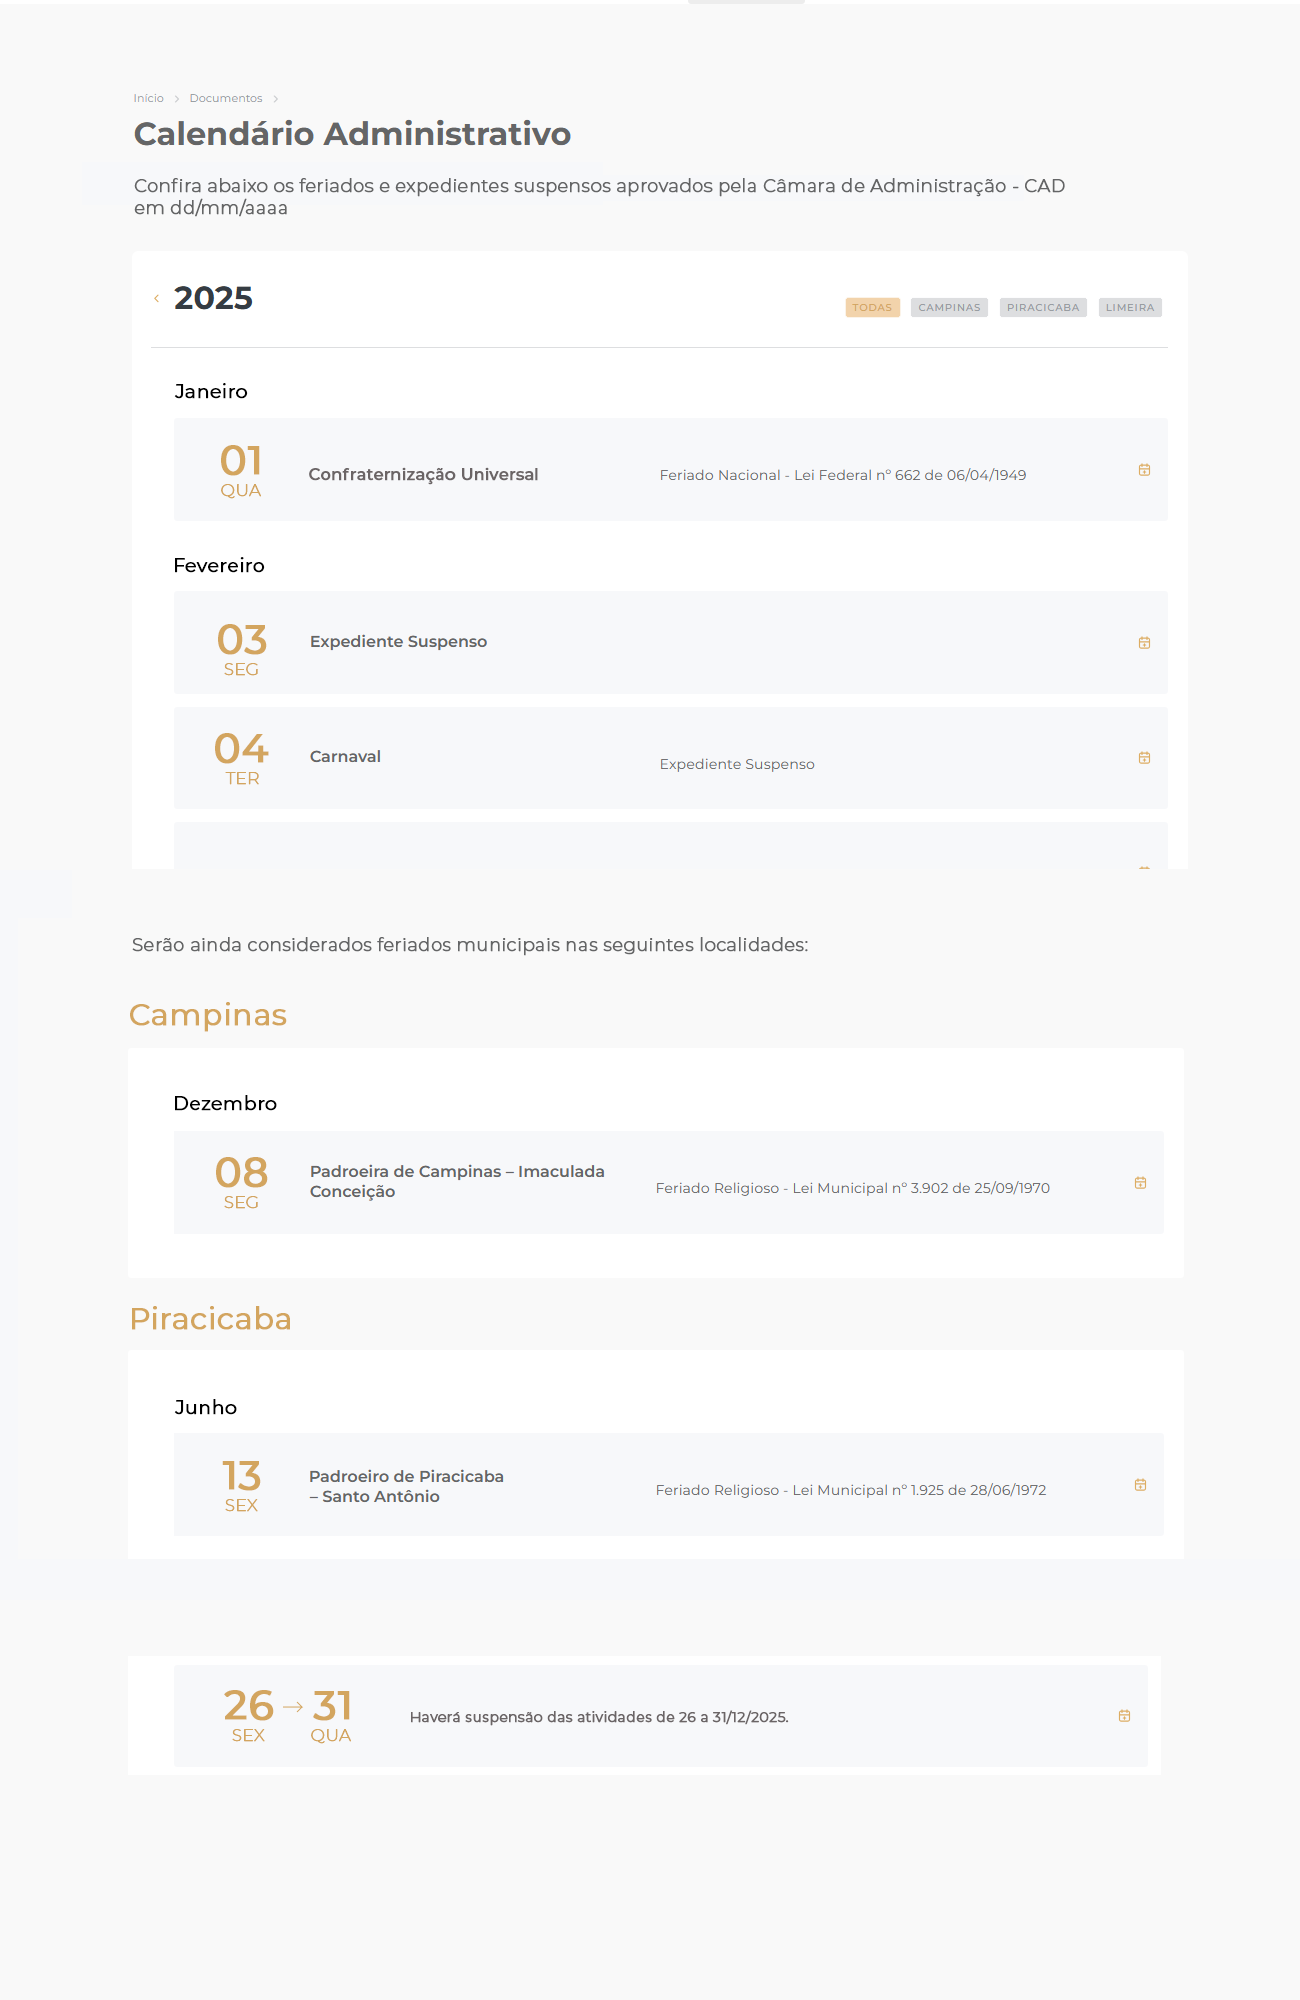 Início > Documentos >
Calendário Administrativo
Confira abaixo os feriados e expedientes suspensos aprovados pela Câmara de Administração - CAD
em dd/mm/aaaa
2025
TODAS CAMPINAS PIRACICABA LIMEIRA
Janeiro
01
QUA
Confraternização Universal
Feriado Nacional - Lei Federal nº 662 de 06/04/1949
Fevereiro
03
SEG
Expediente Suspenso
04
TER
Carnaval
Expediente Suspenso
Serão ainda considerados feriados municipais nas seguintes localidades:
Campinas
Dezembro
08
SEG
Padroeira de Campinas – Imaculada
Conceição
Feriado Religioso - Lei Municipal nº 3.902 de 25/09/1970
Piracicaba
Junho
13
SEX
Padroeiro de Piracicaba
– Santo Antônio
Feriado Religioso - Lei Municipal nº 1.925 de 28/06/1972
26 → 31
SEX QUA
Haverá suspensão das atividades de 26 a 31/12/2025.